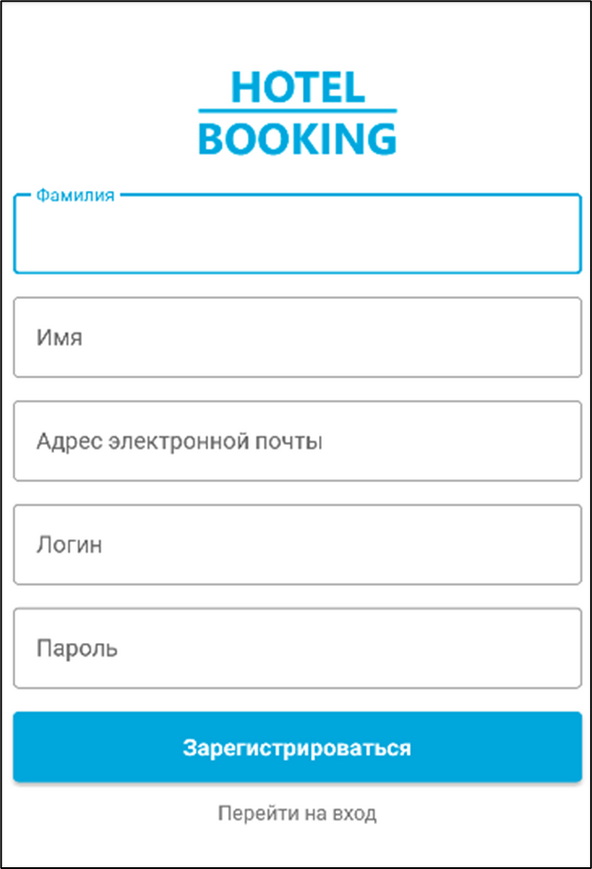 HOTEL
BOOKING
Фамилия
Имя
Адрес электронной почты
Логин
Пароль
Зарегистрироваться
Перейти на вход